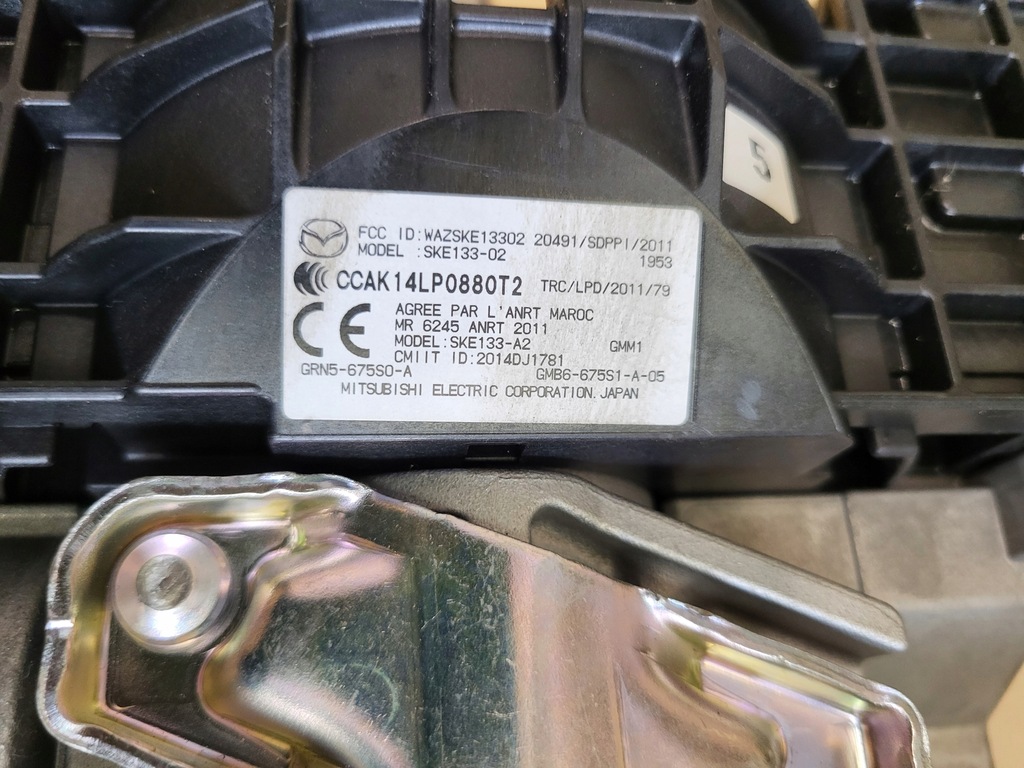 5
FCC ID:WAZSKE13302 20491/SDPPI/2011
MODEL :SKE133-02 1953
CCAK14LP0880T2 TRC/LPD/2011/79
CE
AGREE PAR L'ANRT MAROC
MR 6245 ANRT 2011
MODEL:SKE133-A2 GMM1
CMIIT ID:2014DJ1781
GRN5-675S0-A GMB6-675S1-A-05
MITSUBISHI ELECTRIC CORPORATION. JAPAN